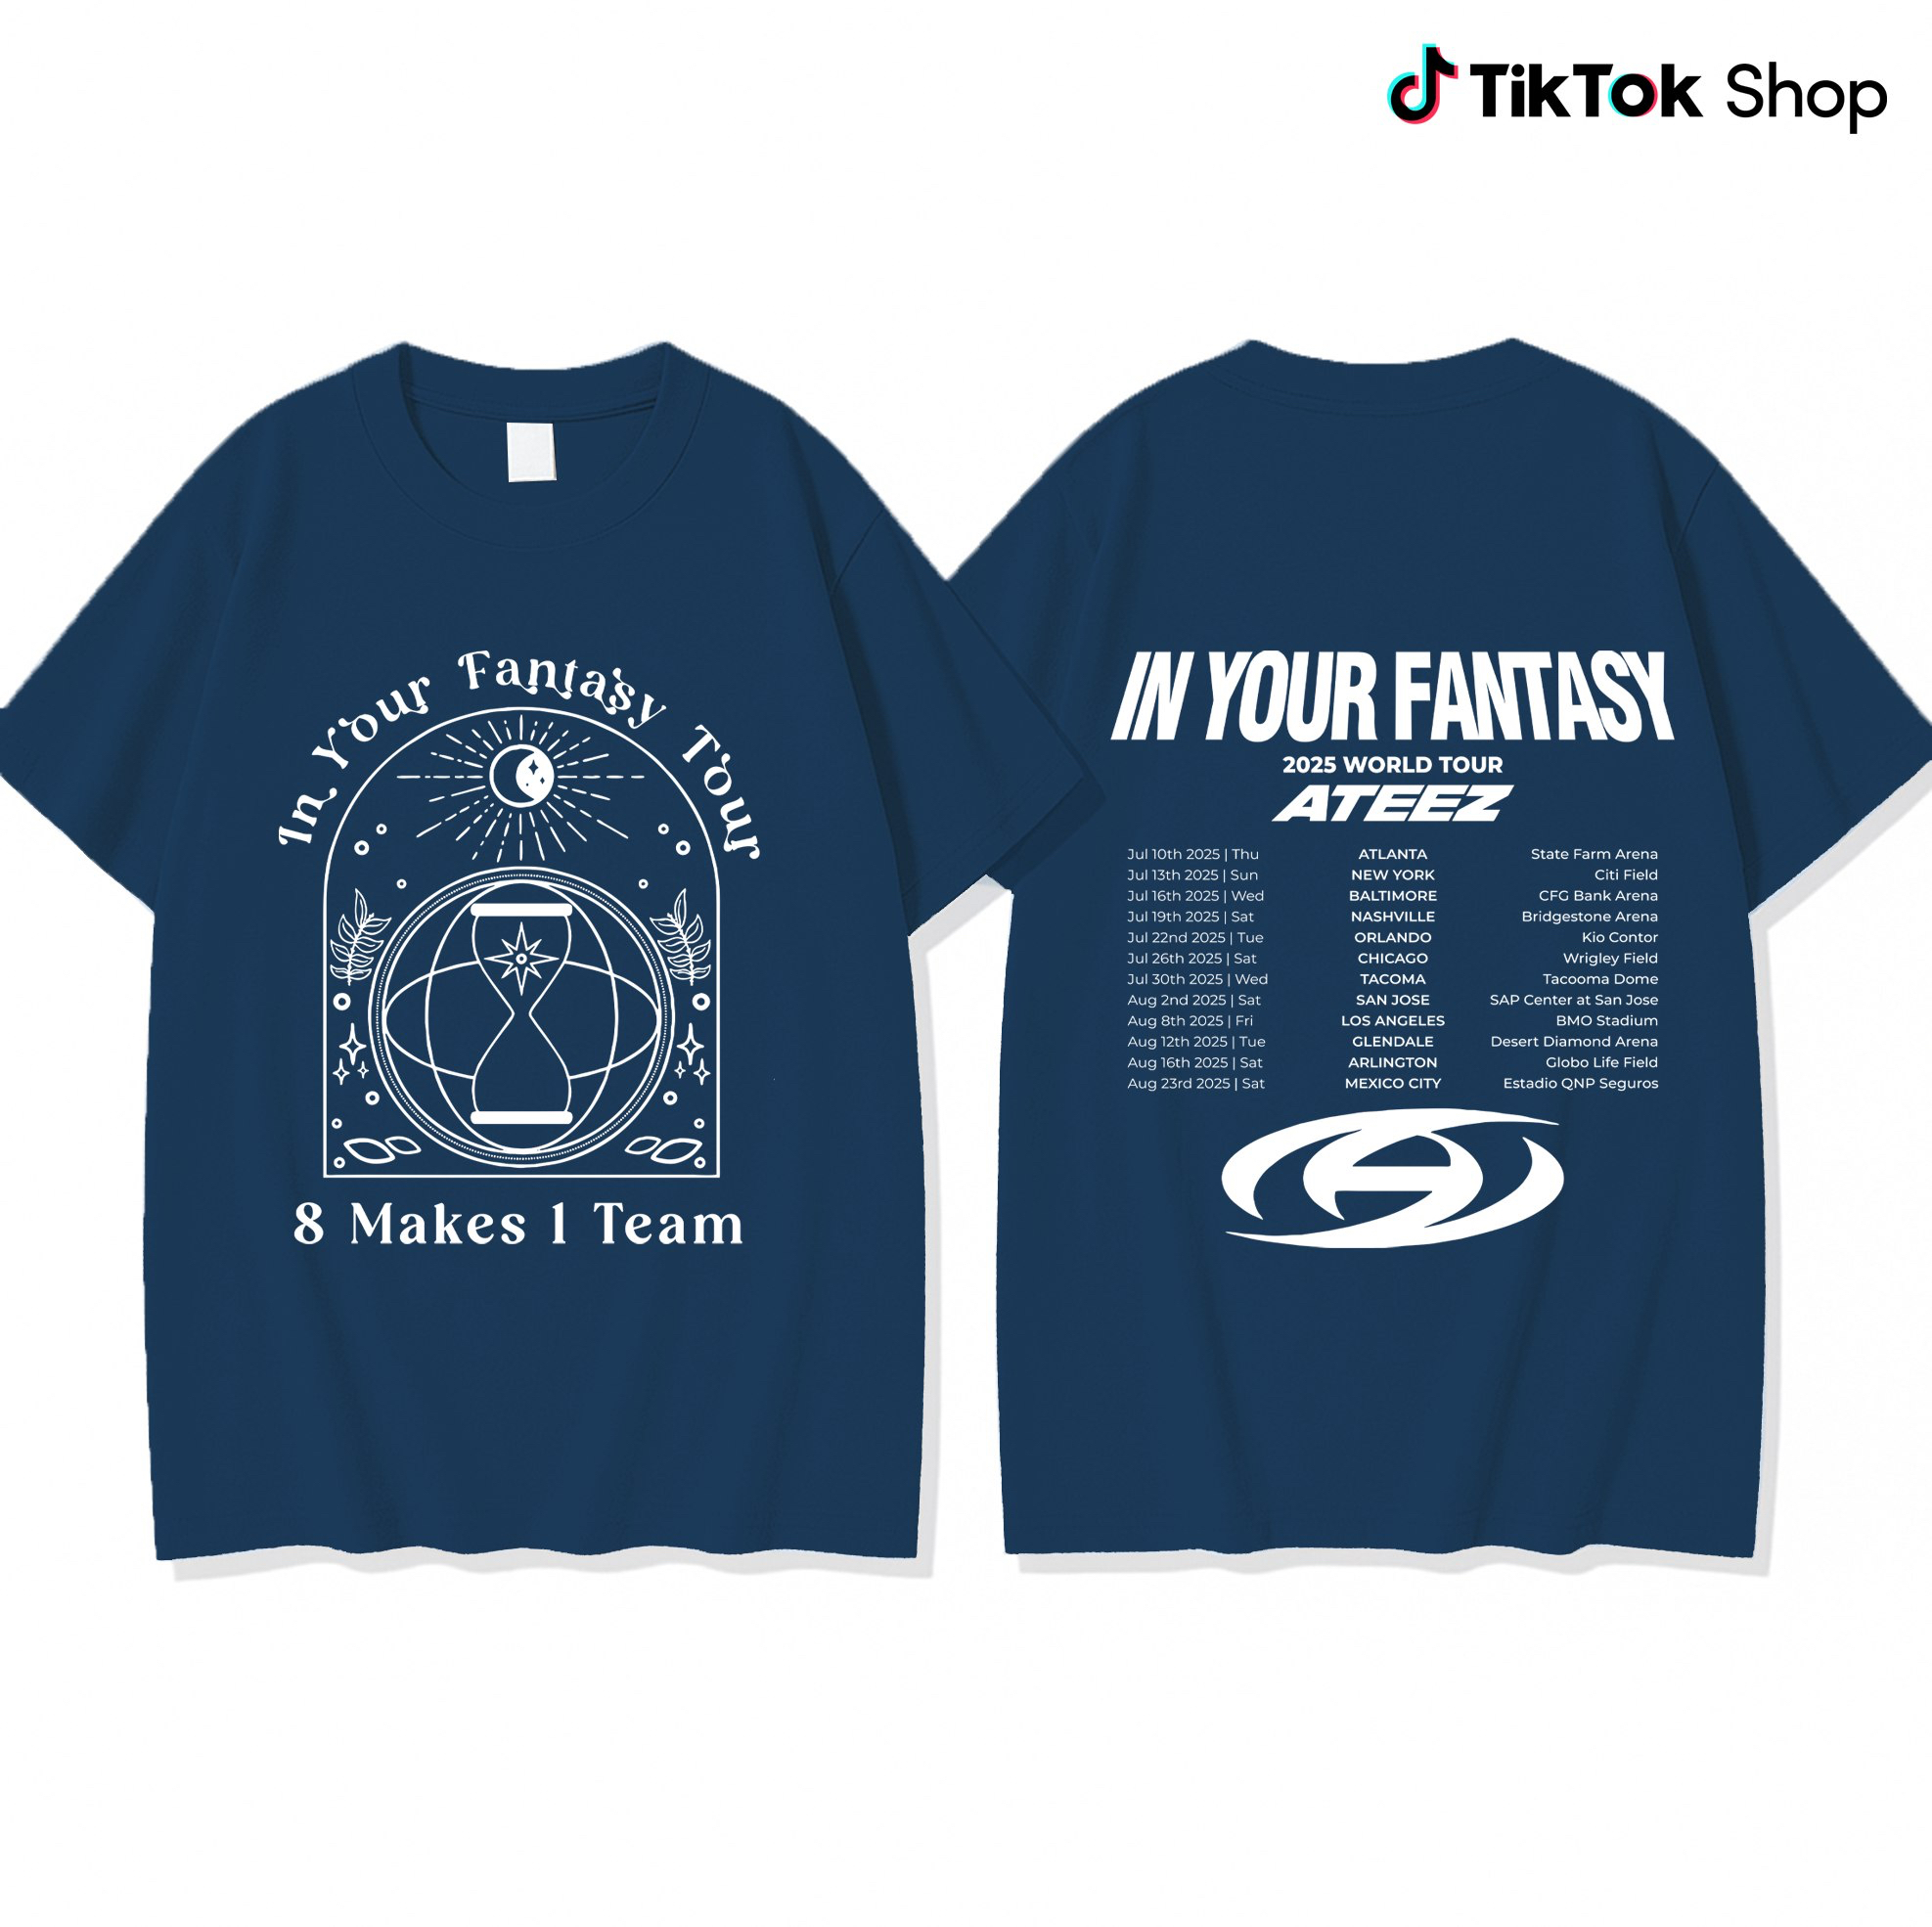 TikTok Shop
In Your Fantasy Tour
8 Makes 1 Team
IN YOUR FANTASY
2025 WORLD TOUR
ATEEZ
Jul 10th 2025 | Thu ATLANTA State Farm Arena
Jul 13th 2025 | Sun NEW YORK Citi Field
Jul 16th 2025 | Wed BALTIMORE CFG Bank Arena
Jul 19th 2025 | Sat NASHVILLE Bridgestone Arena
Jul 22nd 2025 | Tue ORLANDO Kio Contor
Jul 26th 2025 | Sat CHICAGO Wrigley Field
Jul 30th 2025 | Wed TACOMA Tacooma Dome
Aug 2nd 2025 | Sat SAN JOSE SAP Center at San Jose
Aug 8th 2025 | Fri LOS ANGELES BMO Stadium
Aug 12th 2025 | Tue GLENDALE Desert Diamond Arena
Aug 16th 2025 | Sat ARLINGTON Globo Life Field
Aug 23rd 2025 | Sat MEXICO CITY Estadio QNP Seguros